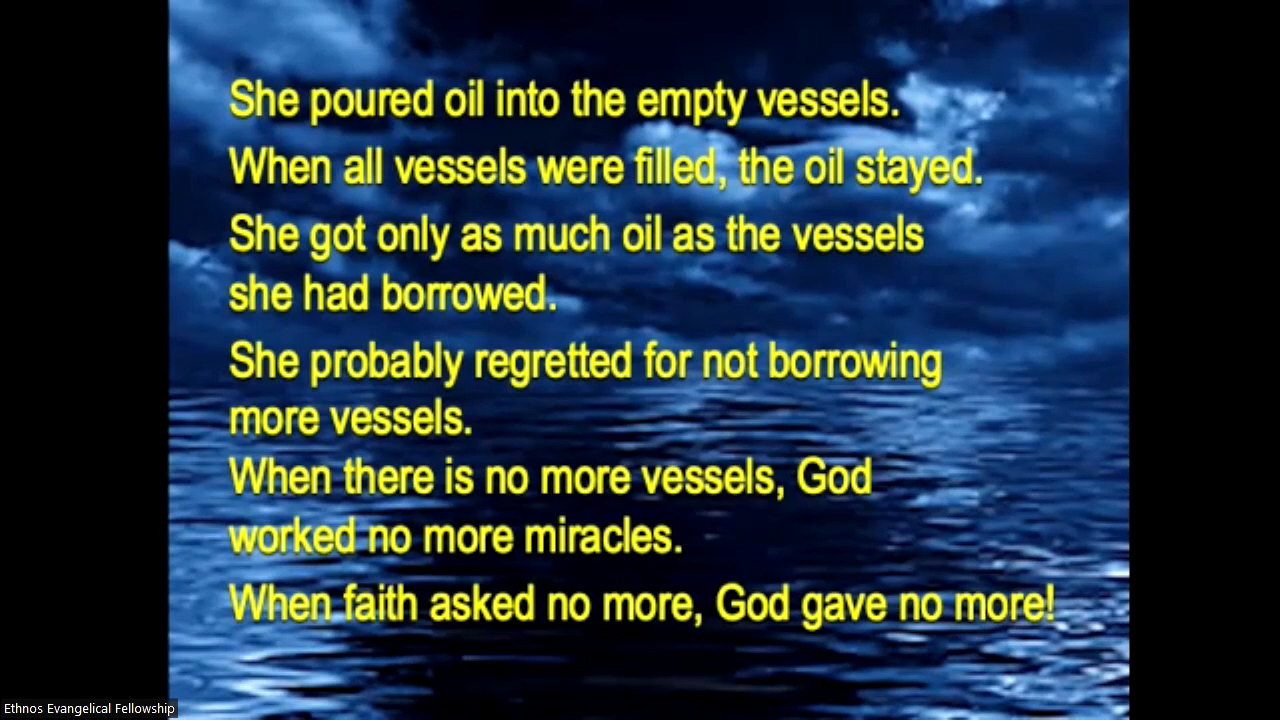 She poured oil into the empty vessels.
When all vessels were filled, the oil stayed.
She got only as much oil as the vessels
she had borrowed.
She probably regretted for not borrowing
more vessels.
When there is no more vessels, God
worked no more miracles.
When faith asked no more, God gave no more!
Ethnos Evangelical Fellowship